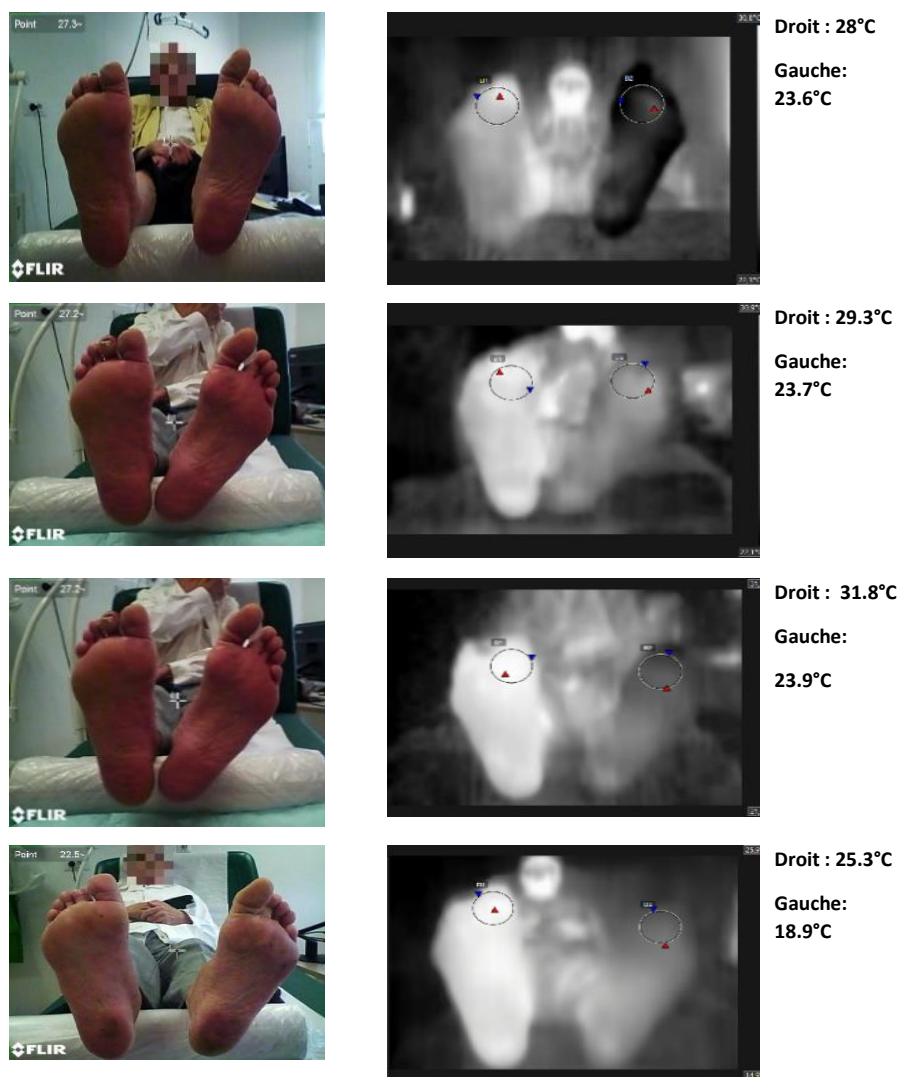 Point 27.3~
30.8°C
Droit : 28°C
Gauche:
23.6°C
FLIR
Point 27.2~
Droit : 29.3°C
Gauche:
23.7°C
FLIR
Point 27.2~
Droit : 31.8°C
Gauche:
23.9°C
FLIR
Point 22.5~
Droit : 25.3°C
Gauche:
18.9°C
FLIR